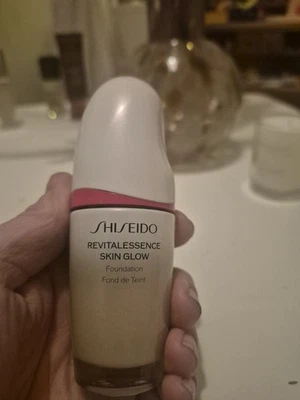 SHISEIDO
REVITALESSENCE
SKIN GLOW
Foundation
Fond de Teint